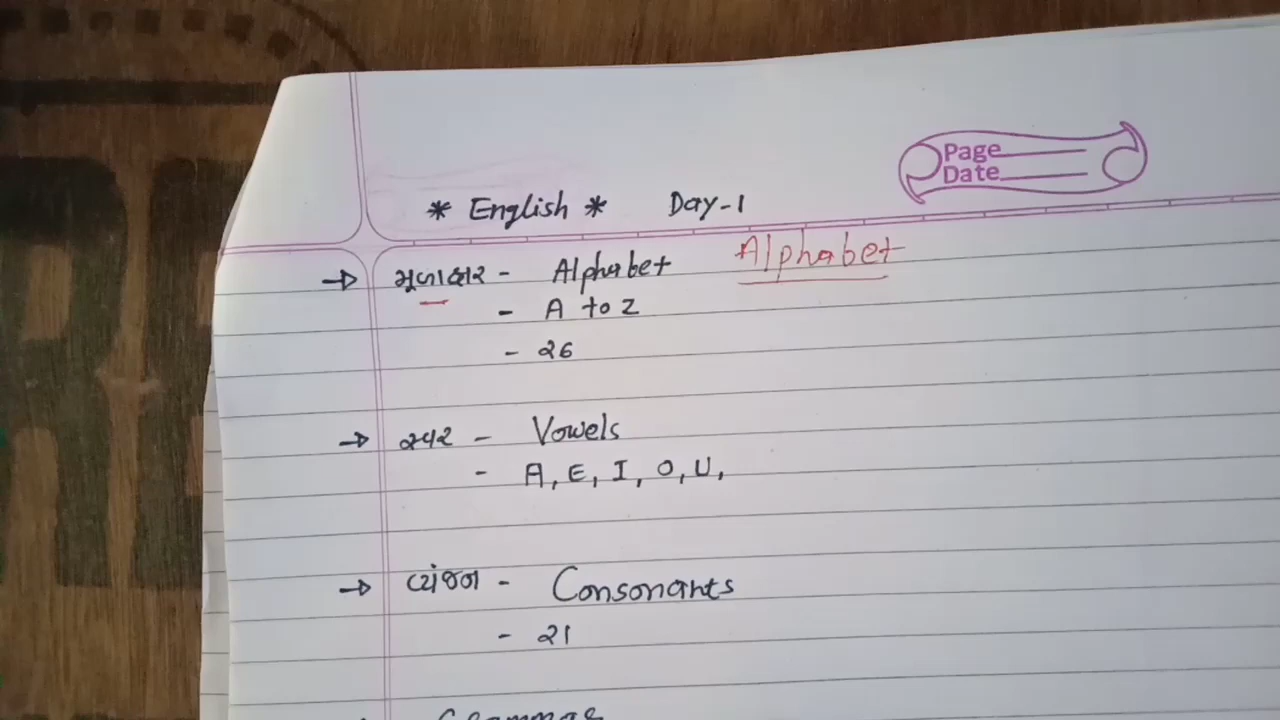 Page
Date
* English * Day-1
→ મૂળાક્ષર - Alphabet Alphabet
- A to Z
- 26
→ સ્વર - Vowels
- A, E, I, O, U,
→ વ્યંજન - Consonants
- 21